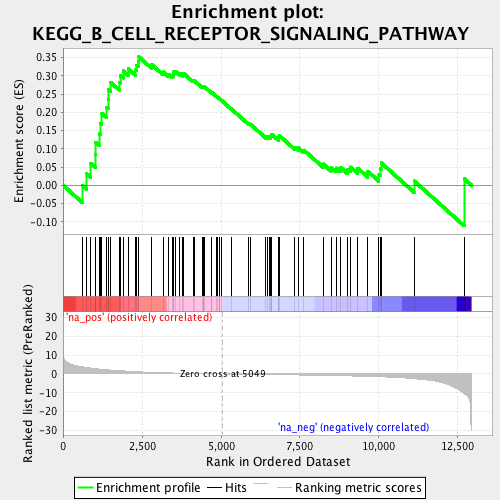 Enrichment plot:
KEGG_B_CELL_RECEPTOR_SIGNALING_PATHWAY
Enrichment score (ES)
0.35
0.30
0.25
0.20
0.15
0.10
0.05
0.00
-0.05
-0.10
'na_pos' (positively correlated)
Ranked list metric (PreRanked)
30
20
10
0
-10
-20
-30
Zero cross at 5049
'na_neg' (negatively correlated)
0 2,500 5,000 7,500 10,000 12,500
Rank in Ordered Dataset
Enrichment profile Hits Ranking metric scores